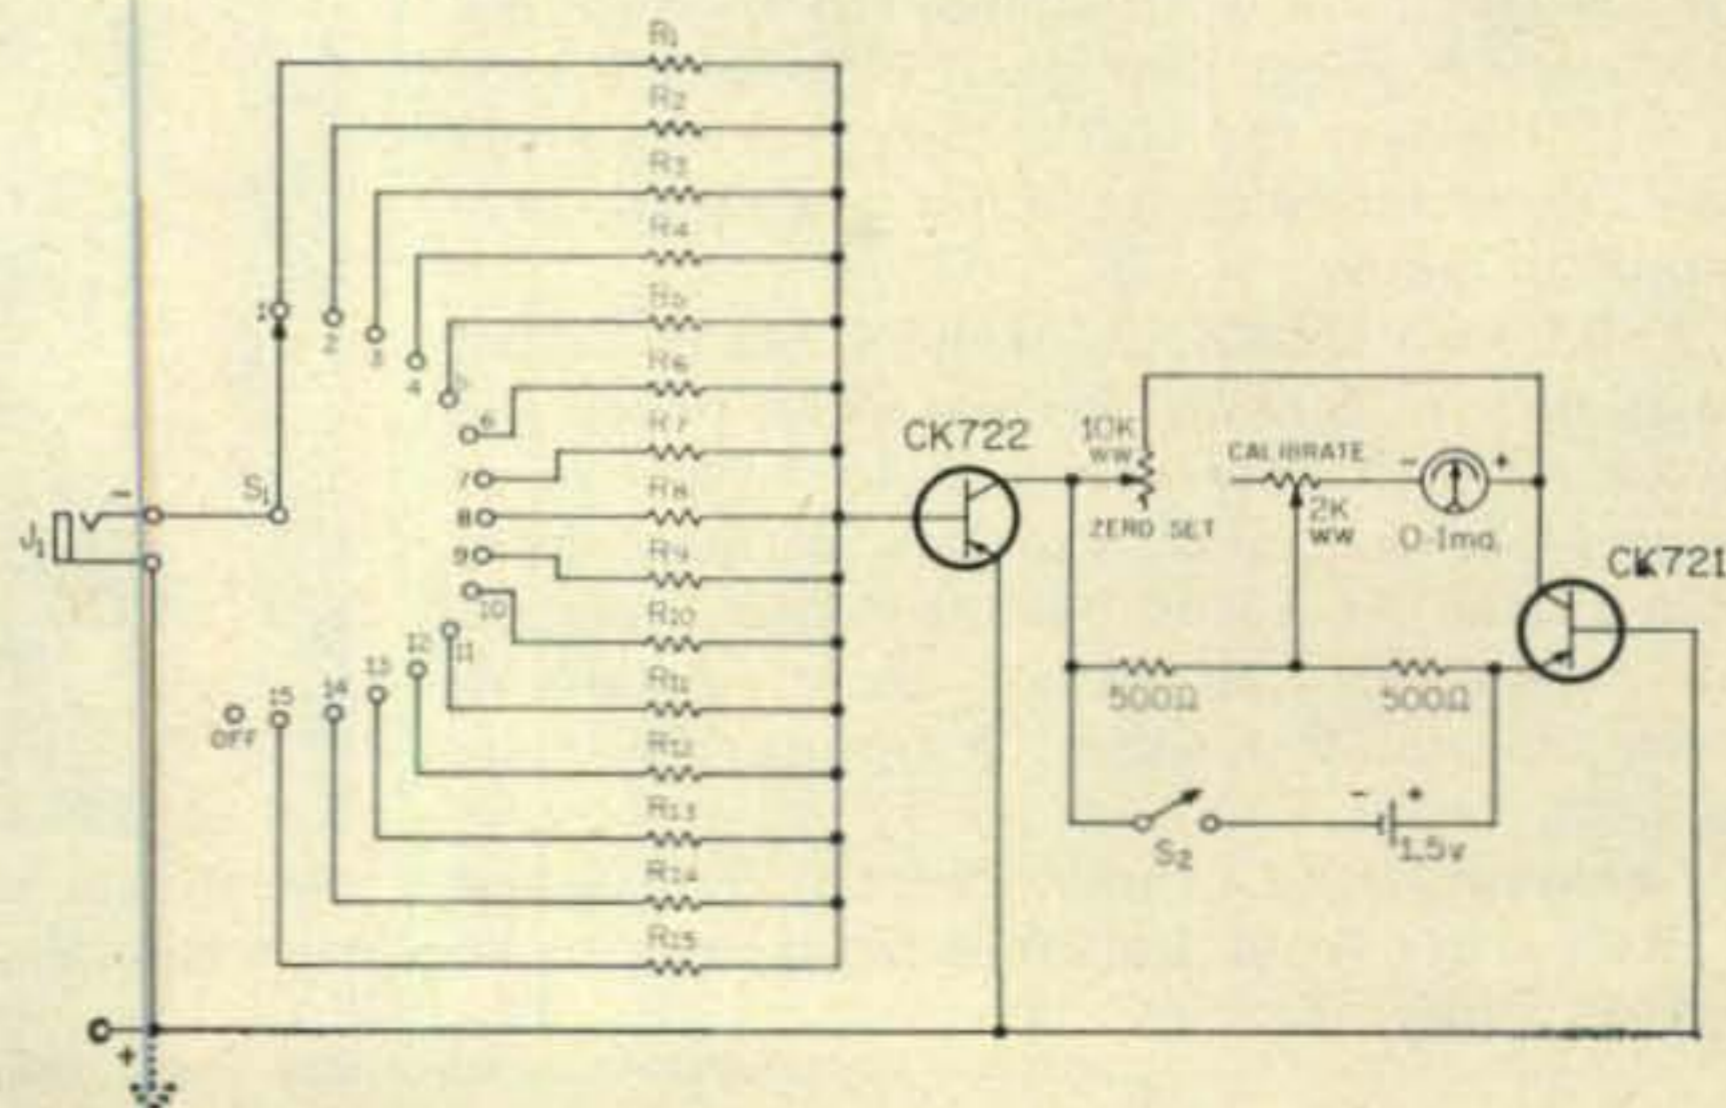 R1
R2
R3
R4
R5
R6
R7
R8
R9
R10
R11
R12
R13
R14
R15
1
2
3
4
5
6
7
8
9
10
11
12
13
14
15
OFF
S1
J1
-
+
CK722
10K
WW
ZERO SET
CALIBRATE
- +
2K
WW
0-1ma.
CK721
500Ω 500Ω
- +
S2
1.5v